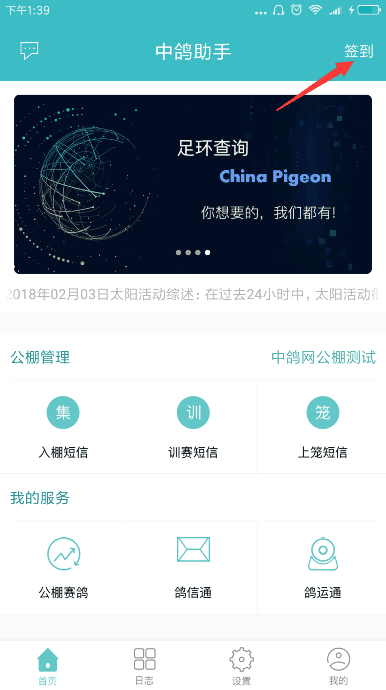 下午1:39
中鸽助手
签到
足环查询
China Pigeon
你想要的，我们都有!
2018年02月03日太阳活动综述：在过去24小时中，太阳活动很
公棚管理
中鸽网公棚测试
集
训
笼
入棚短信
训赛短信
上笼短信
我的服务
公棚赛鸽
鸽信通
鸽运通
首页
日志
设置
我的